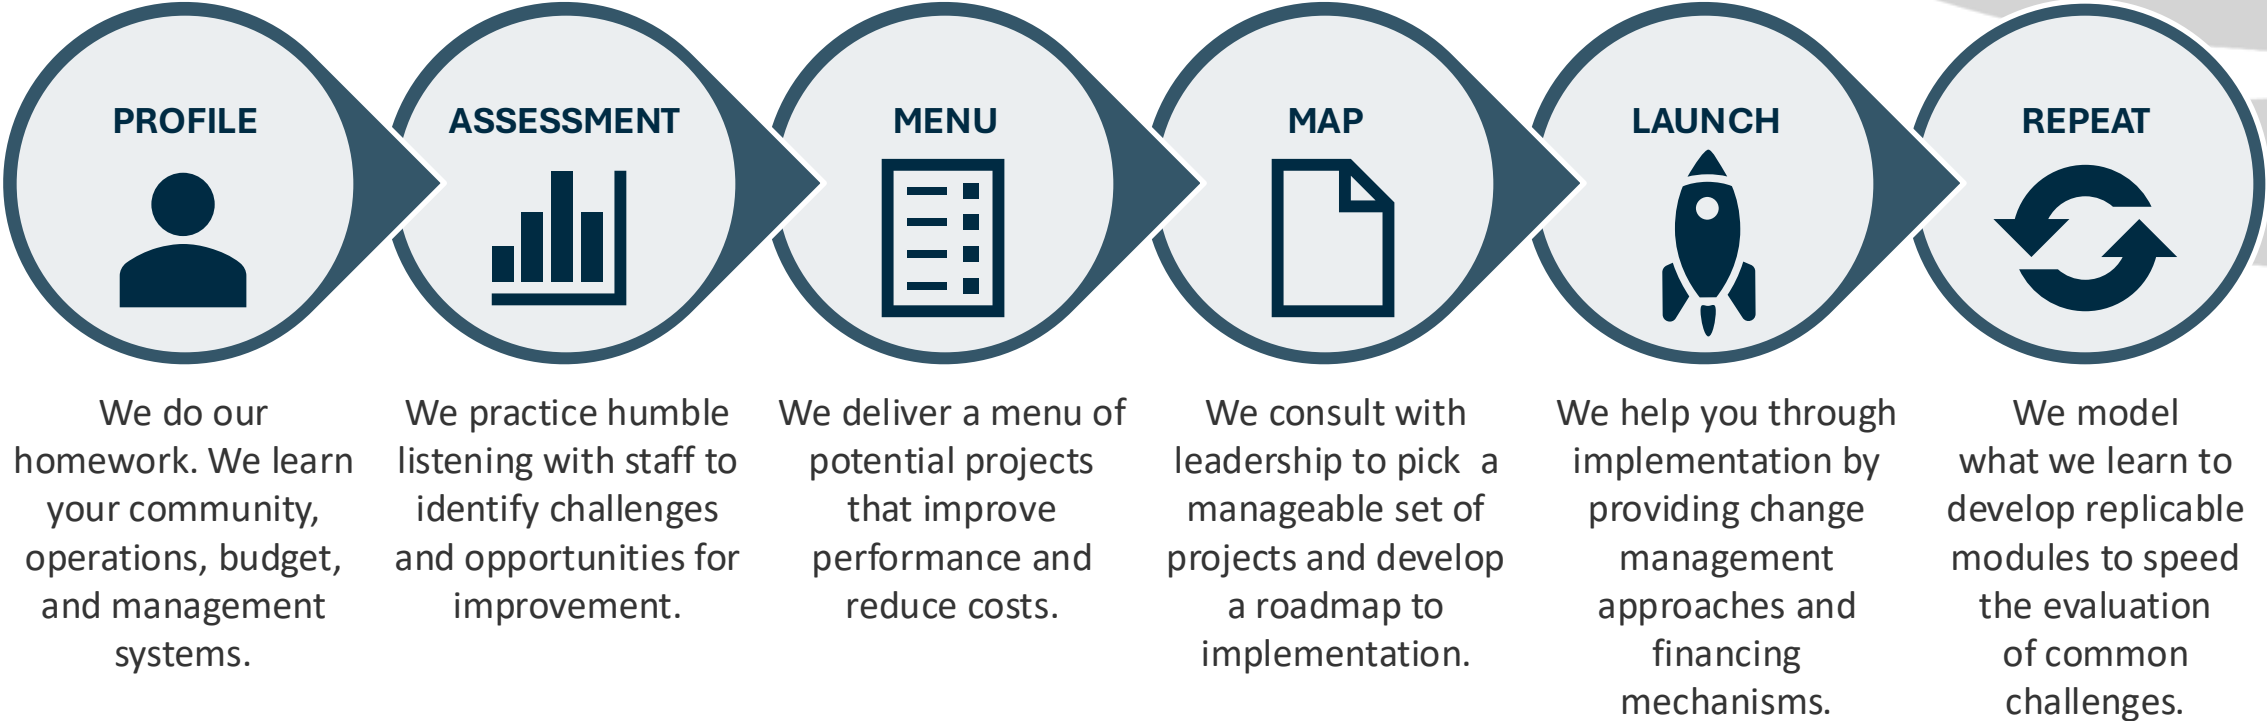 PROFILE
We do our
homework. We learn
your community,
operations, budget,
and management
systems.
ASSESSMENT
We practice humble
listening with staff to
identify challenges
and opportunities for
improvement.
MENU
We deliver a menu of
potential projects
that improve
performance and
reduce costs.
MAP
We consult with
leadership to pick  a
manageable set of
projects and develop
a roadmap to
implementation.
LAUNCH
We help you through
implementation by
providing change
management
approaches and
financing
mechanisms.
REPEAT
We model
what we learn to
develop replicable
modules to speed
the evaluation
of common
challenges.